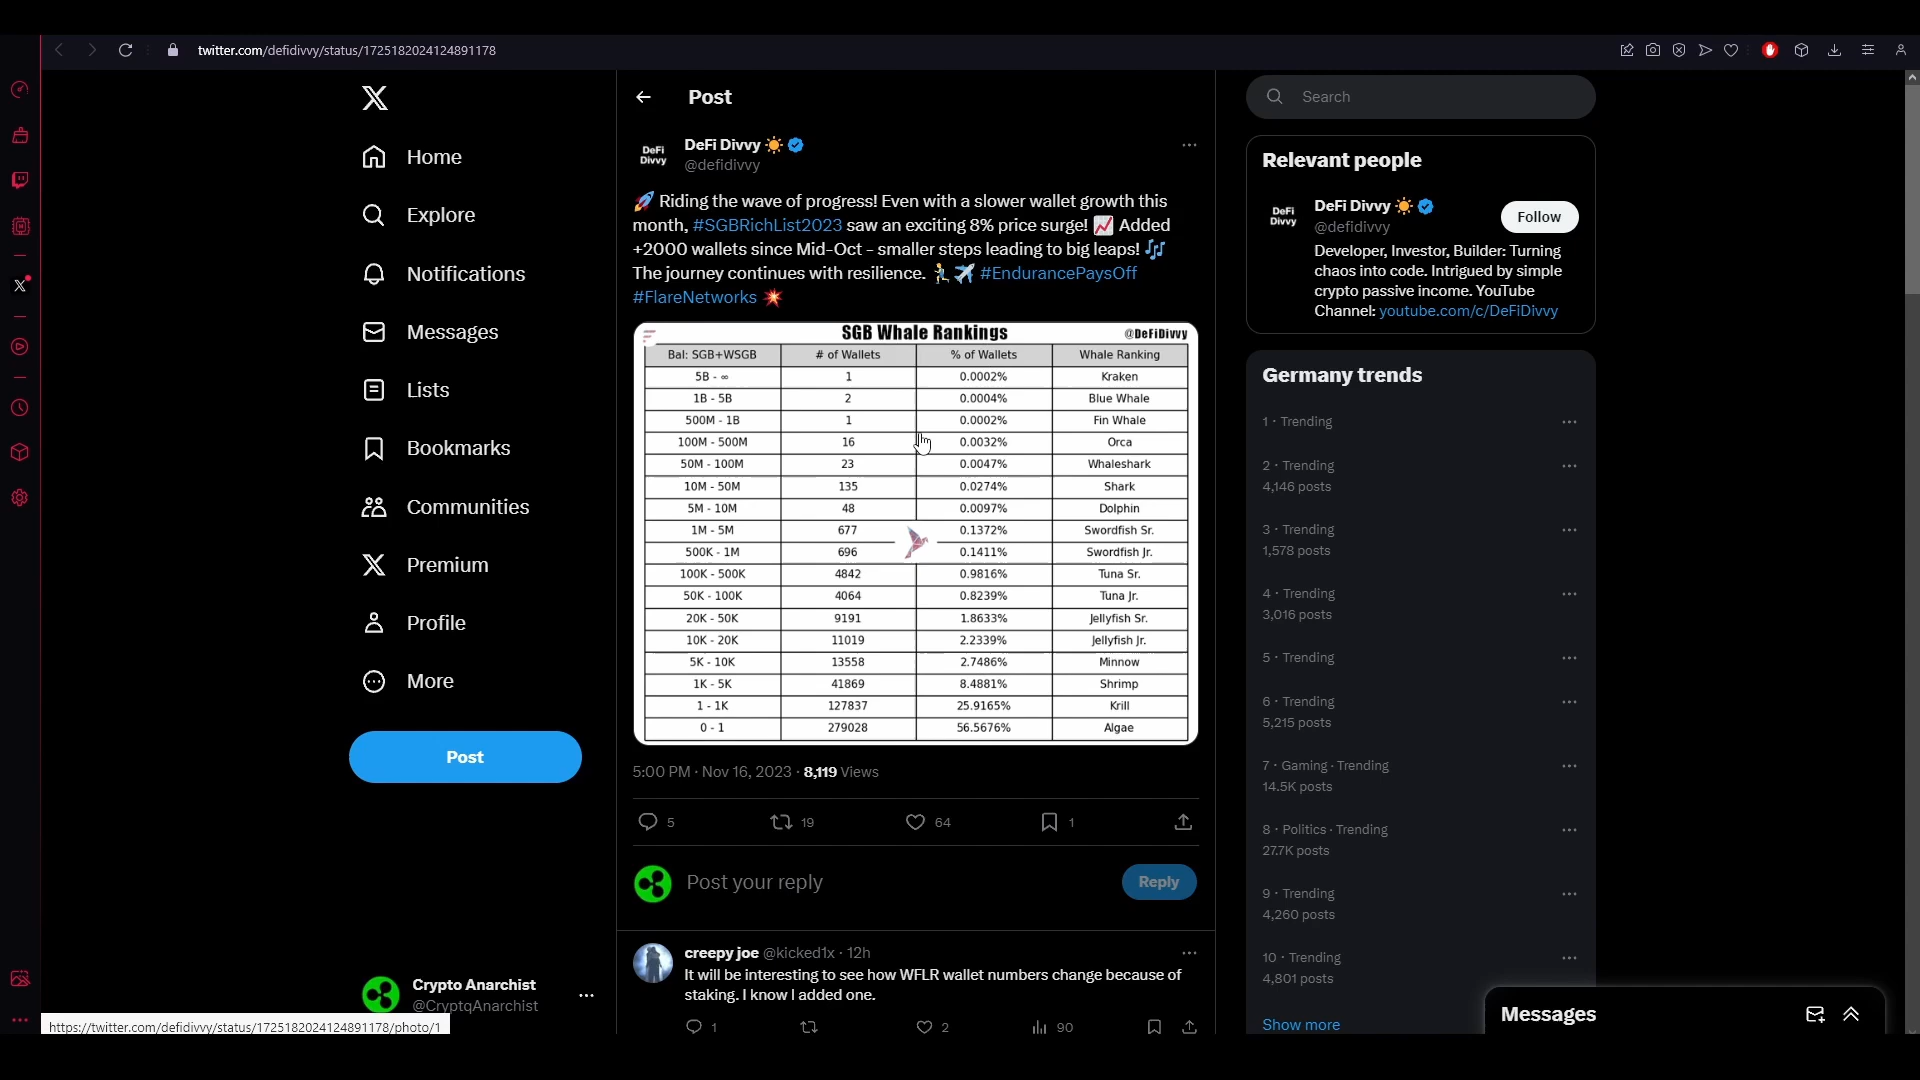 twitter.com/defidivvy/status/1725182024124891178
Home
Explore
Notifications
Messages
Lists
Bookmarks
Communities
Premium
Profile
More
Post
Crypto Anarchist
@CryptqAnarchist
https://twitter.com/defidivvy/status/1725182024124891178/photo/1
Post
DeFi Divvy
DeFi Divvy
@defidivvy
🚀 Riding the wave of progress! Even with a slower wallet growth this
month, #SGBRichList2023 saw an exciting 8% price surge! 📈 Added
+2000 wallets since Mid-Oct - smaller steps leading to big leaps! 🎶
The journey continues with resilience. 🏃‍♂️✈️ #EndurancePaysOff
#FlareNetworks 💥
SGB Whale Rankings @DeFiDivvy
Bal: SGB+WSGB # of Wallets % of Wallets Whale Ranking
5B - ∞ 1 0.0002% Kraken
1B - 5B 2 0.0004% Blue Whale
500M - 1B 1 0.0002% Fin Whale
100M - 500M 16 0.0032% Orca
50M - 100M 23 0.0047% Whaleshark
10M - 50M 135 0.0274% Shark
5M - 10M 48 0.0097% Dolphin
1M - 5M 677 0.1372% Swordfish Sr.
500K - 1M 696 0.1411% Swordfish Jr.
100K - 500K 4842 0.9816% Tuna Sr.
50K - 100K 4064 0.8239% Tuna Jr.
20K - 50K 9191 1.8633% Jellyfish Sr.
10K - 20K 11019 2.2339% Jellyfish Jr.
5K - 10K 13558 2.7486% Minnow
1K - 5K 41869 8.4881% Shrimp
1 - 1K 127837 25.9165% Krill
0 - 1 279028 56.5676% Algae
5:00 PM · Nov 16, 2023 · 8,119 Views
5 19 64 1
Post your reply
Reply
creepy joe @kicked1x · 12h
It will be interesting to see how WFLR wallet numbers change because of
staking. I know I added one.
1 2 90
Search
Relevant people
DeFi Divvy
DeFi Divvy
@defidivvy
Follow
Developer, Investor, Builder: Turning
chaos into code. Intrigued by simple
crypto passive income. YouTube
Channel: youtube.com/c/DeFiDivvy
Germany trends
1 · Trending
2 · Trending
4,146 posts
3 · Trending
1,578 posts
4 · Trending
3,016 posts
5 · Trending
6 · Trending
5,215 posts
7 · Gaming · Trending
14.5K posts
8 · Politics · Trending
27.7K posts
9 · Trending
4,260 posts
10 · Trending
4,801 posts
Show more
Messages